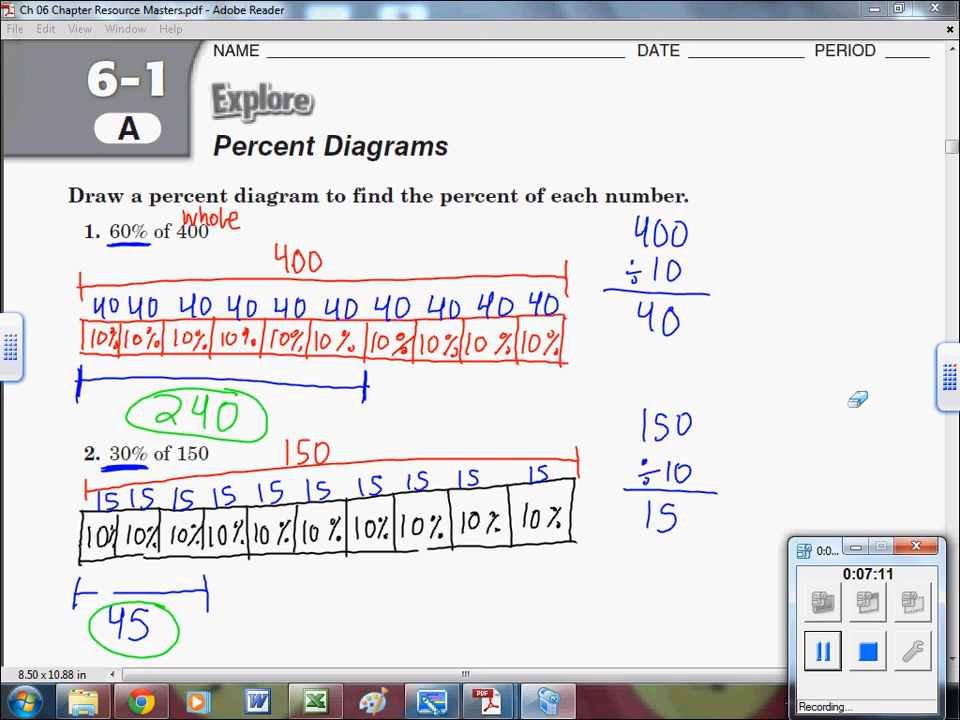 Ch 06 Chapter Resource Masters.pdf - Adobe Reader
File Edit View Window Help
NAME DATE PERIOD
6-1
A
Explore
Percent Diagrams
Draw a percent diagram to find the percent of each number.
whole
1. 60% of 400
400
400
÷10
40
40 40 40 40 40 40 40 40 40 40
10% 10% 10% 10% 10% 10% 10% 10% 10% 10%
240
2. 30% of 150
150
150
÷10
15
15 15 15 15 15 15 15 15 15 15
10% 10% 10% 10% 10% 10% 10% 10% 10% 10%
45
0:0...
0:07:11
Recording...
8.50 x 10.88 in
PDF